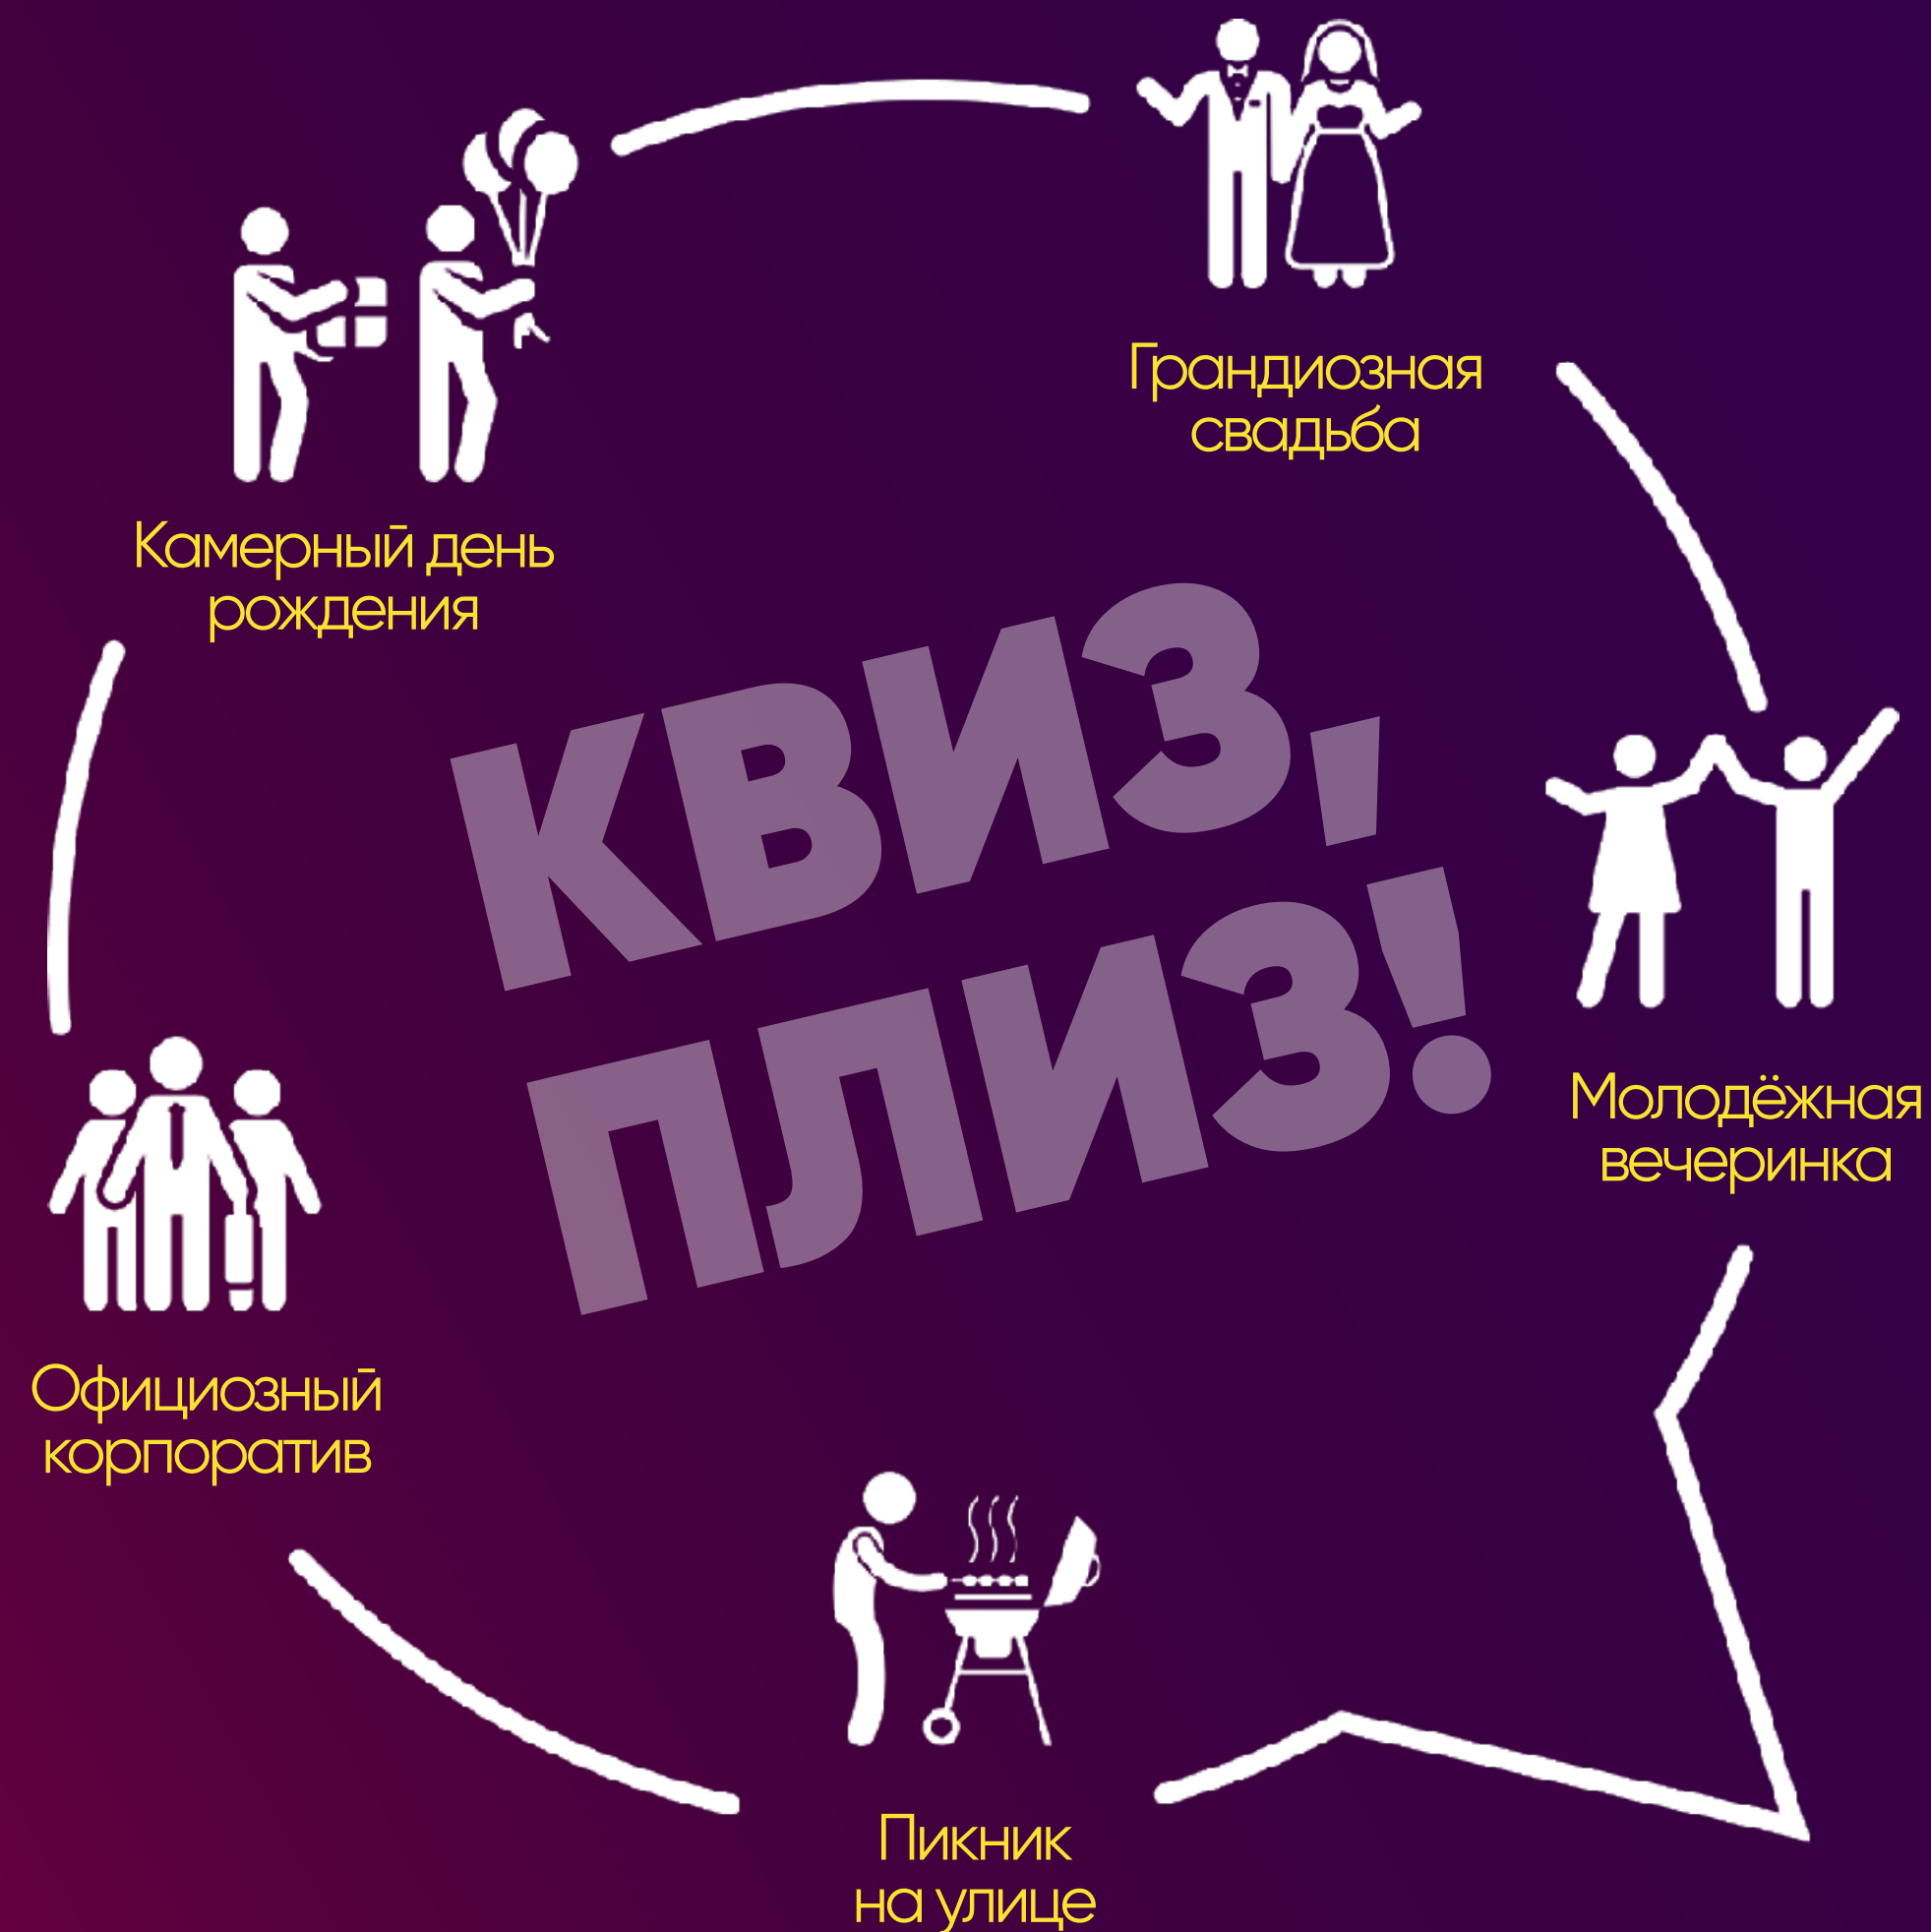 Грандиозная
свадьба
Камерный день
рождения
КВИЗ,
ПЛИЗ!
Молодёжная
вечеринка
Официозный
корпоратив
Пикник
на улице